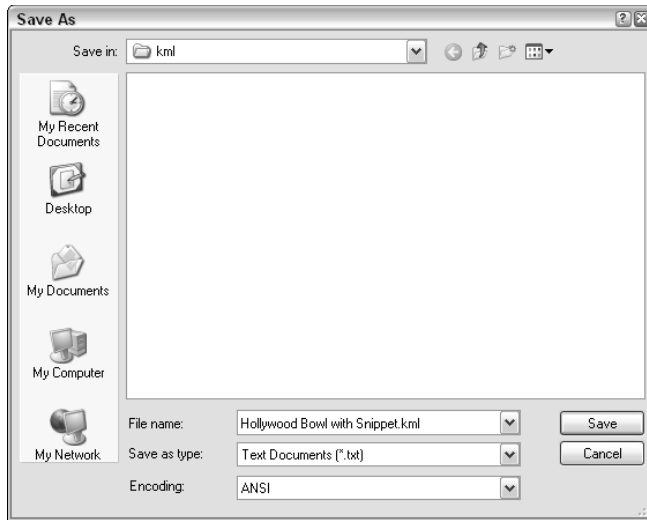 Save As
Save in:
kml
My Recent
Documents
Desktop
My Documents
My Computer
My Network
File name:
Hollywood Bowl with Snippet.kml
Save
Save as type:
Text Documents (*.txt)
Cancel
Encoding:
ANSI